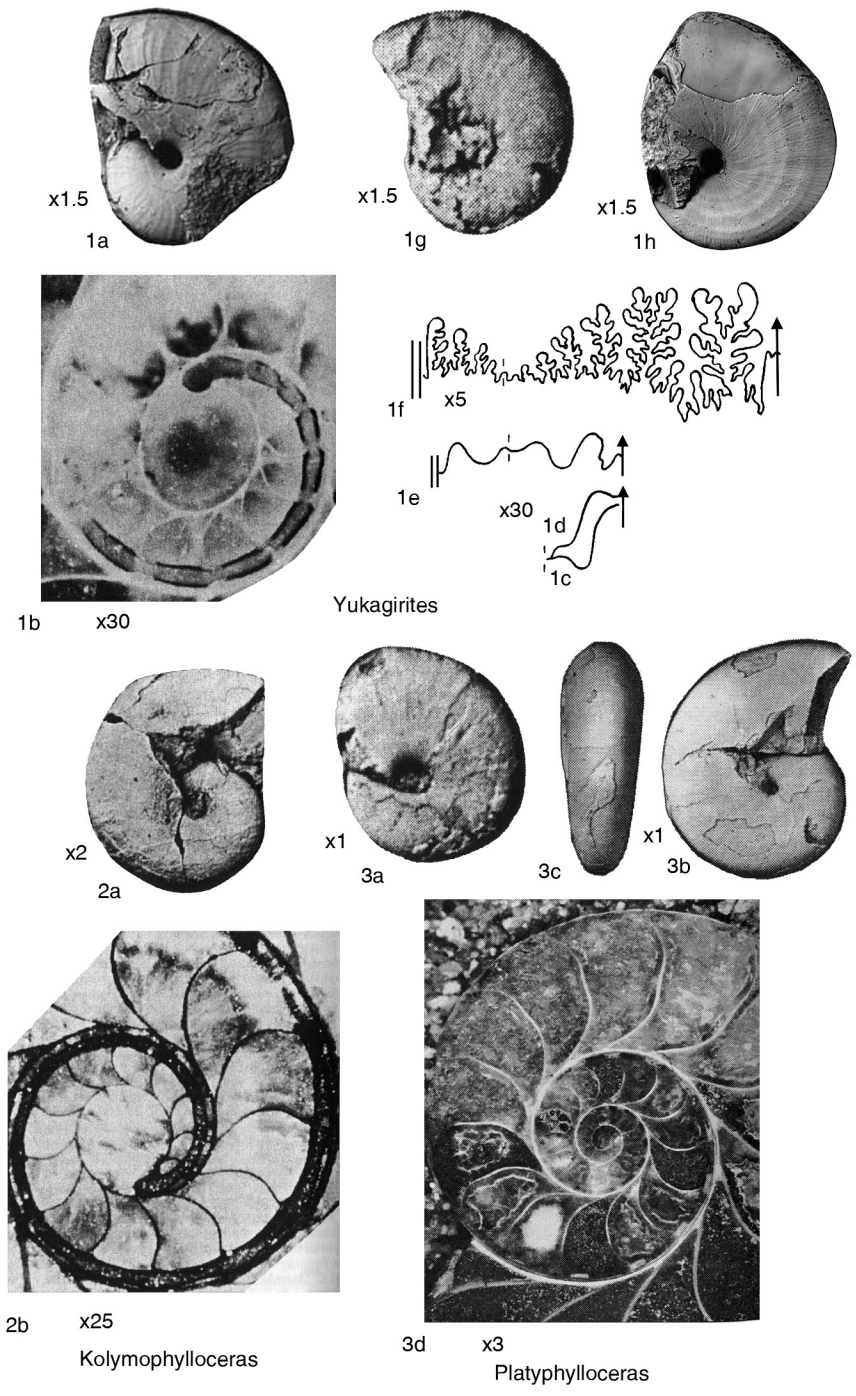 x1.5
1a
x1.5
1g
x1.5
1h
1f
x5
1e
x30
1d
1c
1b x30
Yukagirites
x2
2a
x1
3a
3c
x1
3b
2b x25
Kolymophylloceras
3d x3
Platyphylloceras